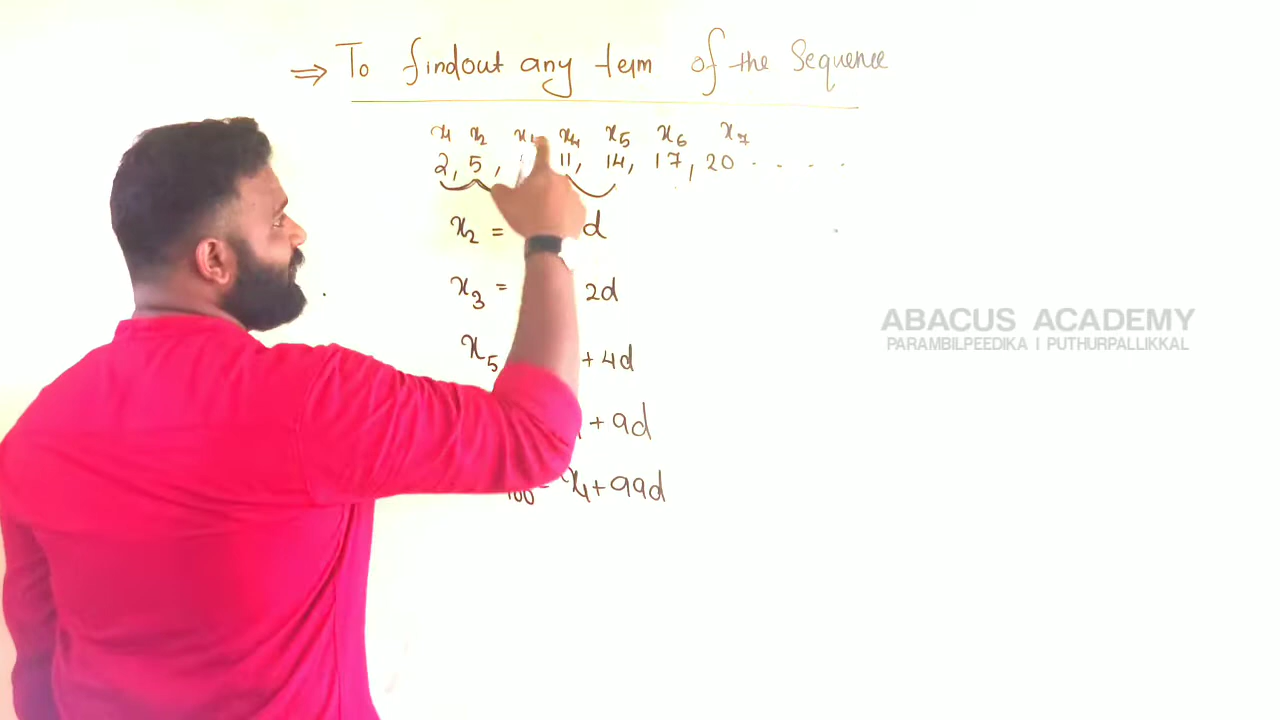 ⇒ To findout any term of the Sequence
x₁ x₂ x₄ x₅ x₆ x₇
2, 5, 11, 14, 17, 20 . . . .
x₂ = d
x₃ = 2d
x₅ + 4d
+ 9d
100 = x₁ + 99d
ABACUS ACADEMY
PARAMBILPEEDIKA I PUTHURPALLIKKAL